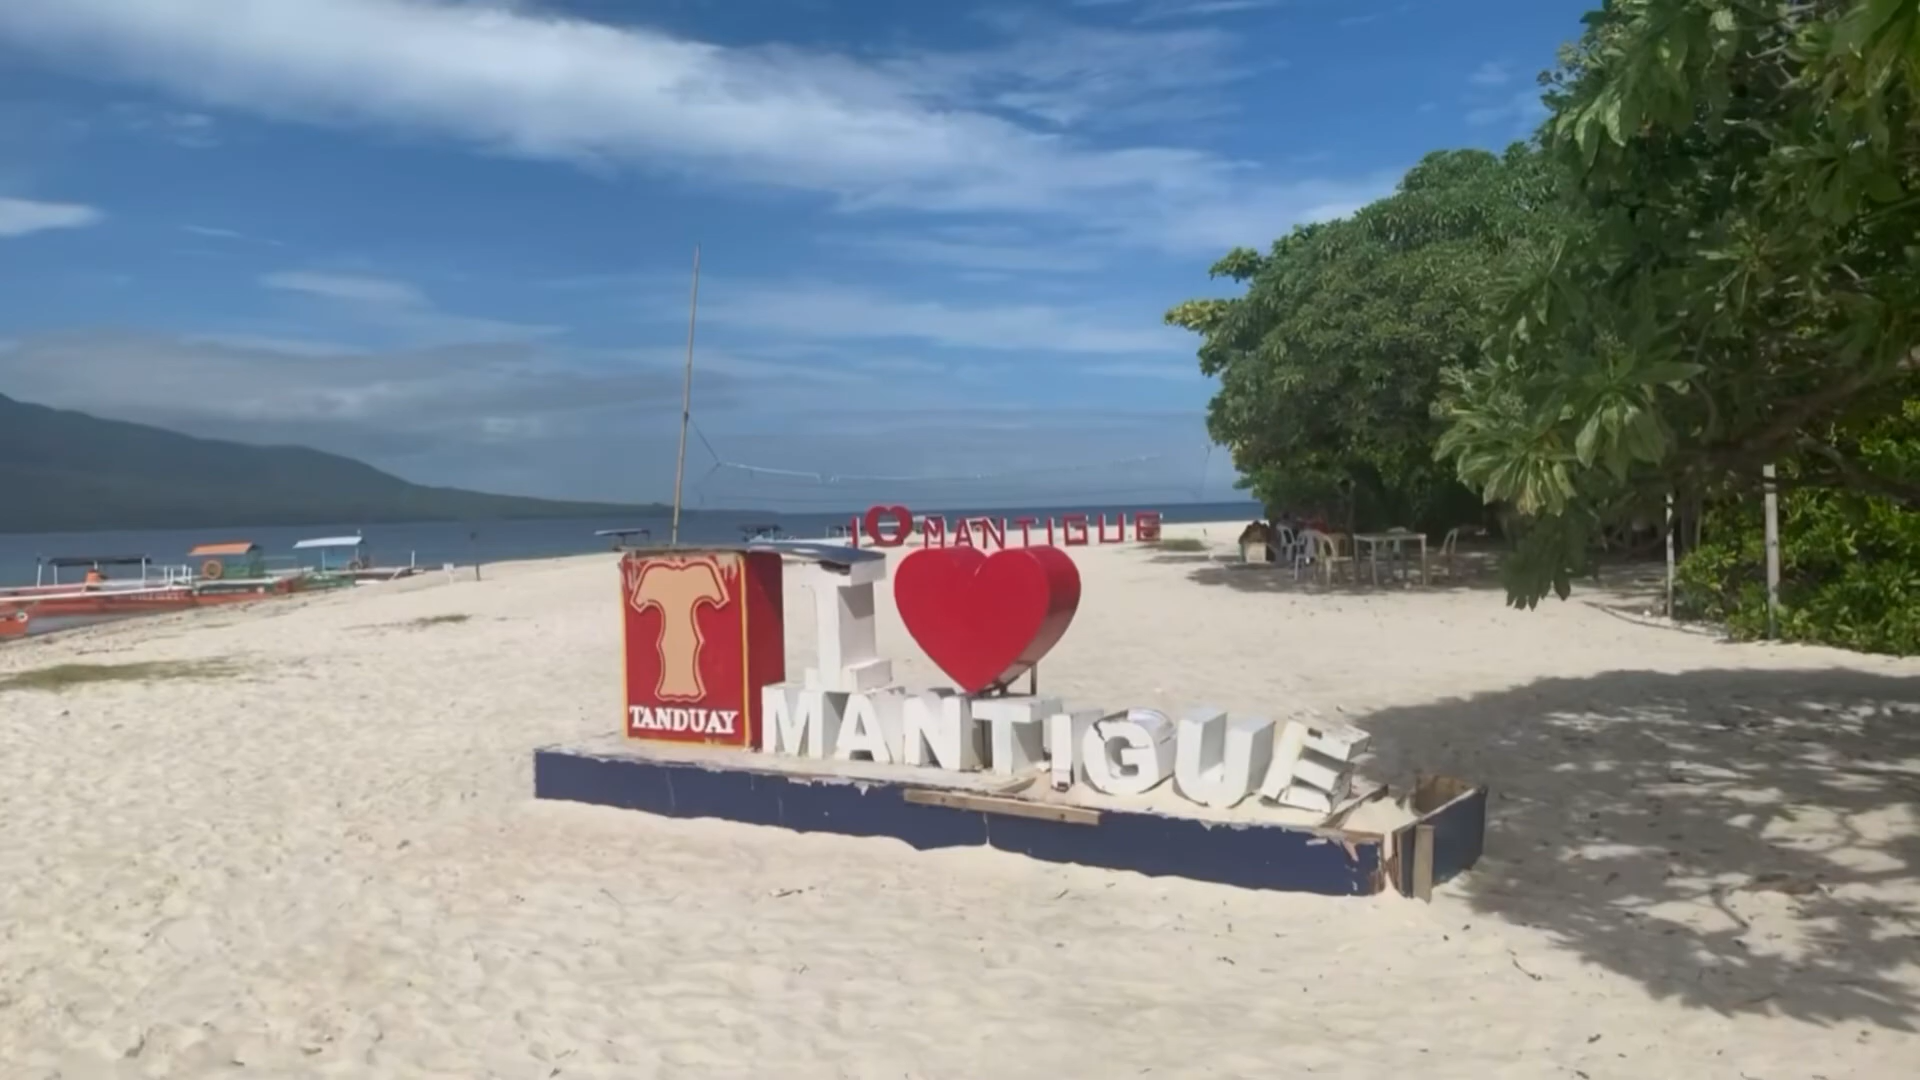 I ❤ MANTIGUE
T
TANDUAY
I ❤
MANTIGUE